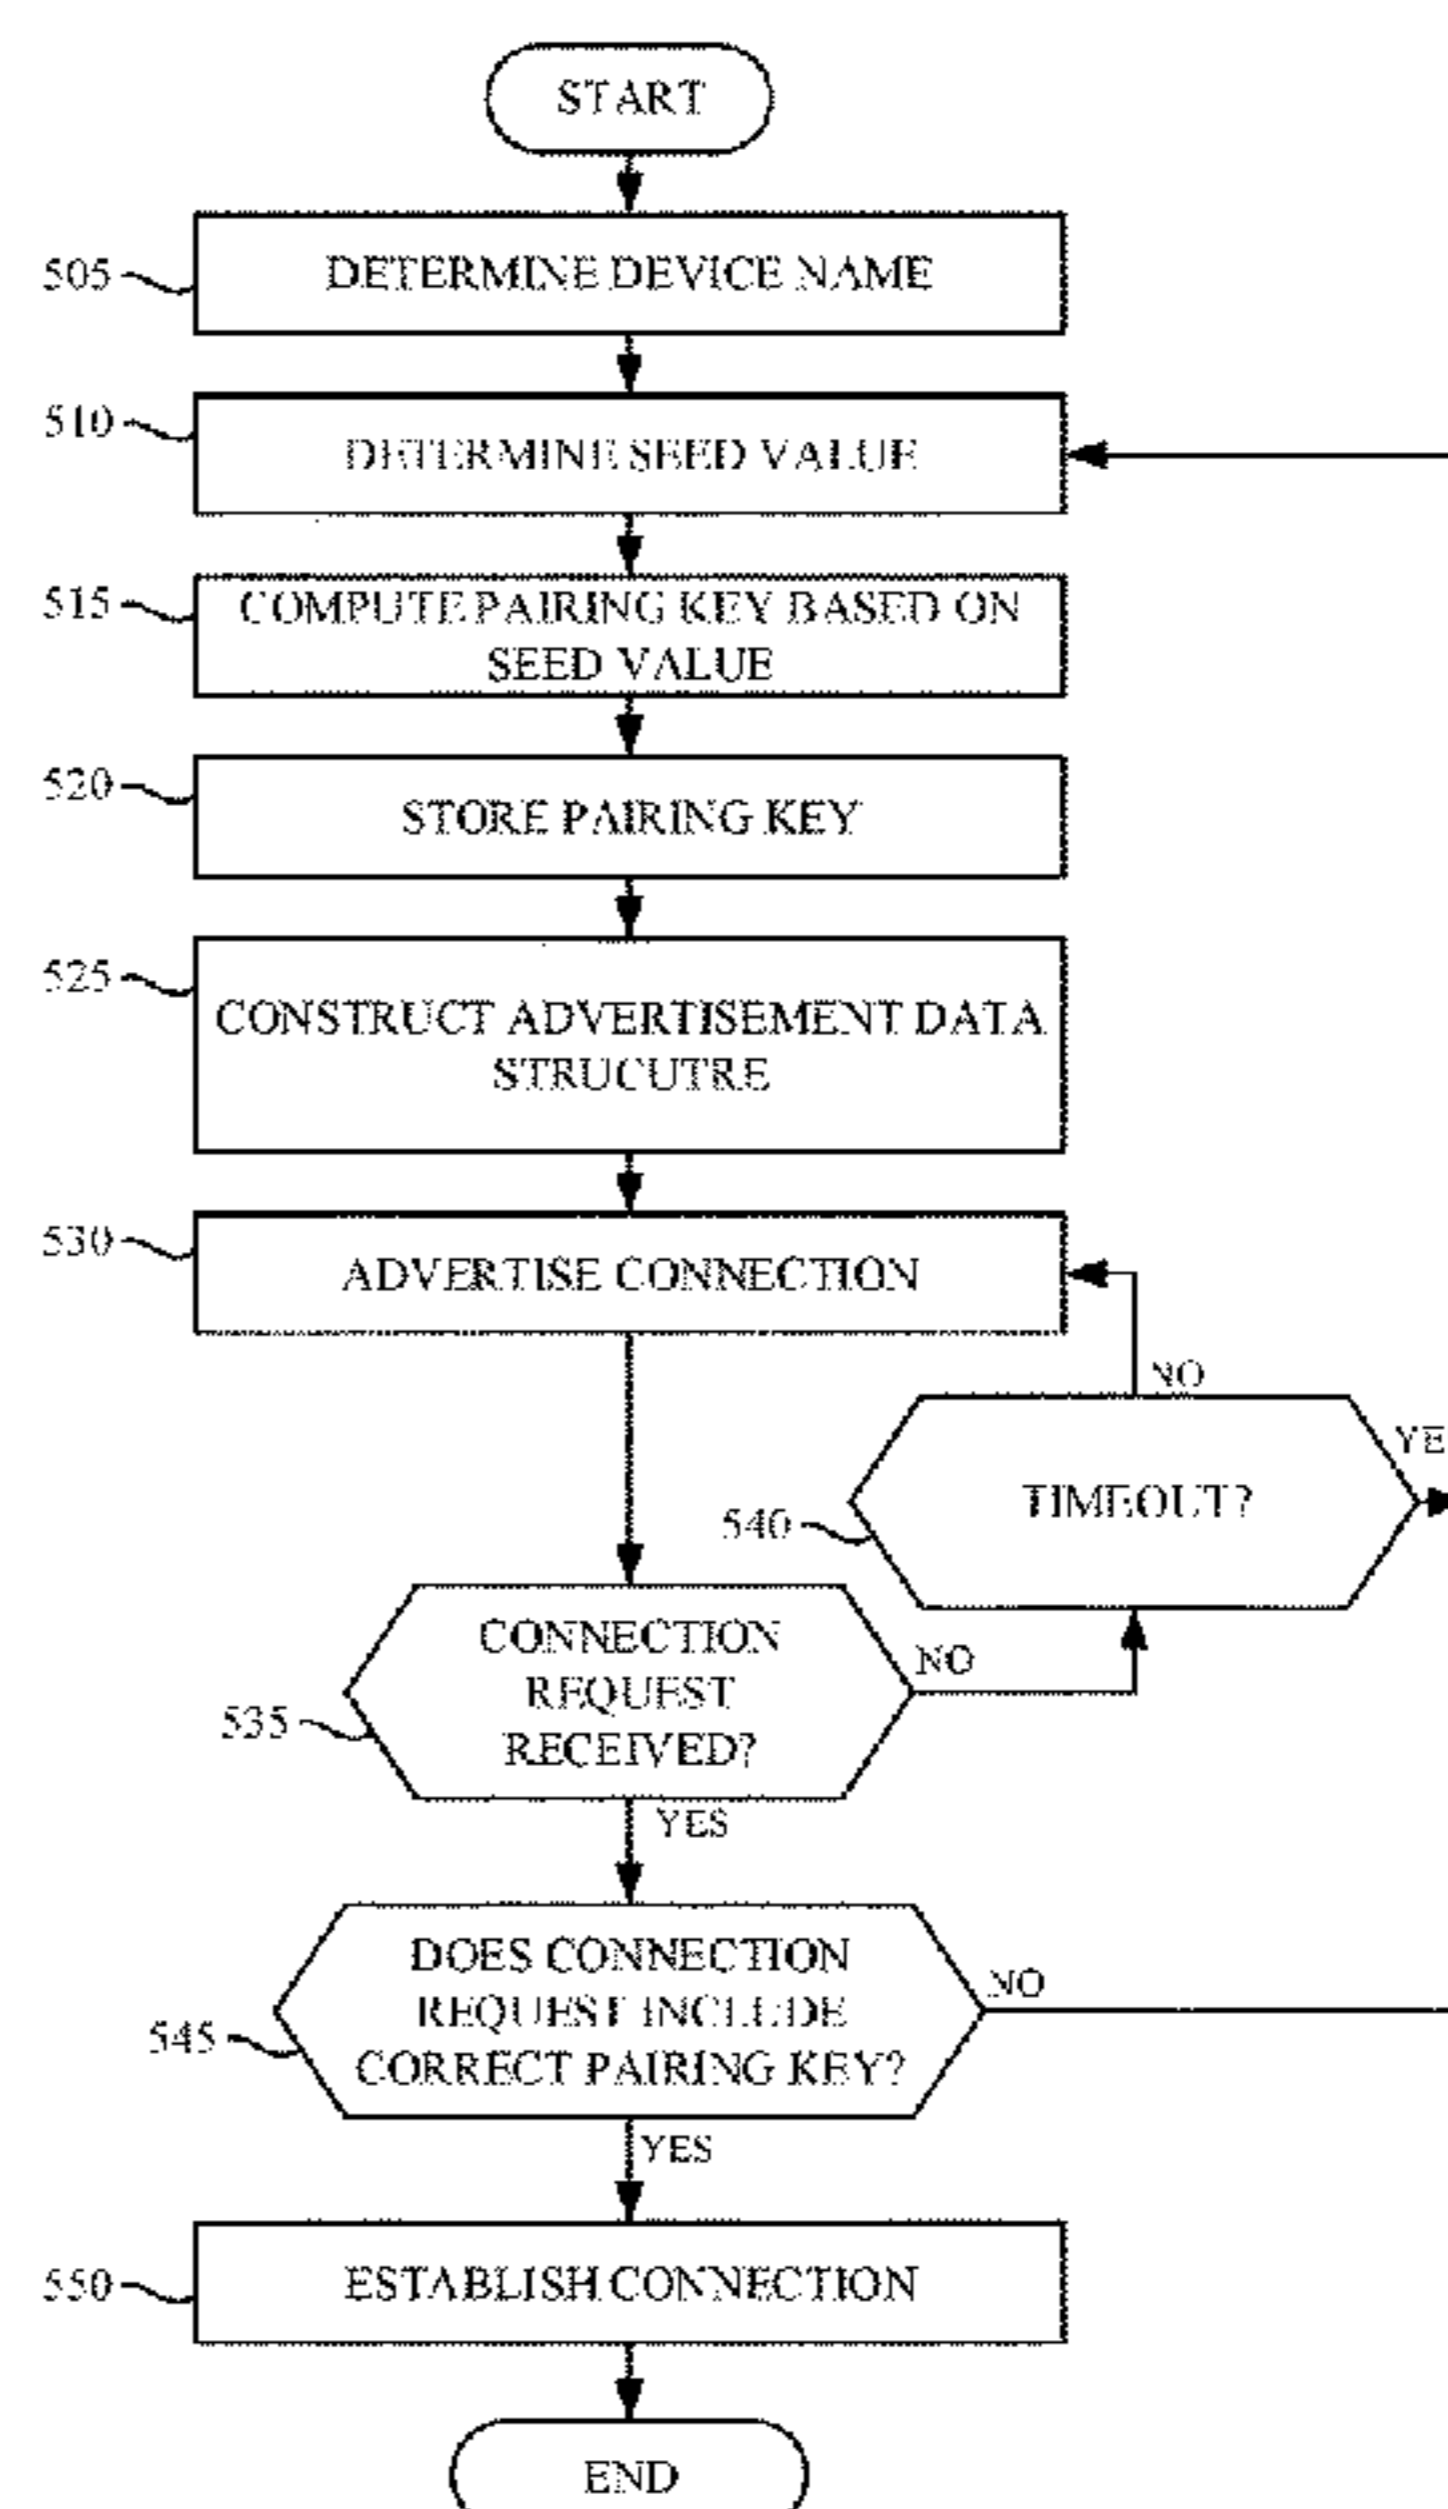 START
505
DETERMINE DEVICE NAME
510
DETERMINE SEED VALUE
515
COMPUTE PAIRING KEY BASED ON
SEED VALUE
520
STORE PAIRING KEY
525
CONSTRUCT ADVERTISEMENT DATA
STRUCUTRE
530
ADVERTISE CONNECTION
NO
YE
TIMEOUT?
540
CONNECTION
REQUEST
RECEIVED?
NO
535
YES
DOES CONNECTION
REQUEST INCLUDE
CORRECT PAIRING KEY?
NO
545
YES
550
ESTABLISH CONNECTION
END